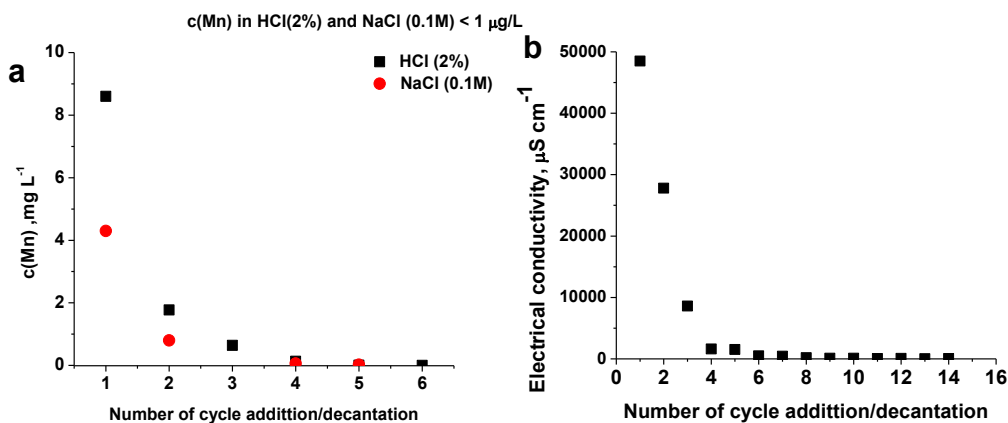 c(Mn) in HCl(2%) and NaCl (0.1M) < 1 µg/L
a
HCl (2%)
NaCl (0.1M)
c(Mn) ,mg L-1
10
8
6
4
2
0
1 2 3 4 5 6
Number of cycle addittion/decantation
b
Electrical conductivity, µS cm-1
50000
40000
30000
20000
10000
0
0 2 4 6 8 10 12 14 16
Number of cycle addittion/decantation